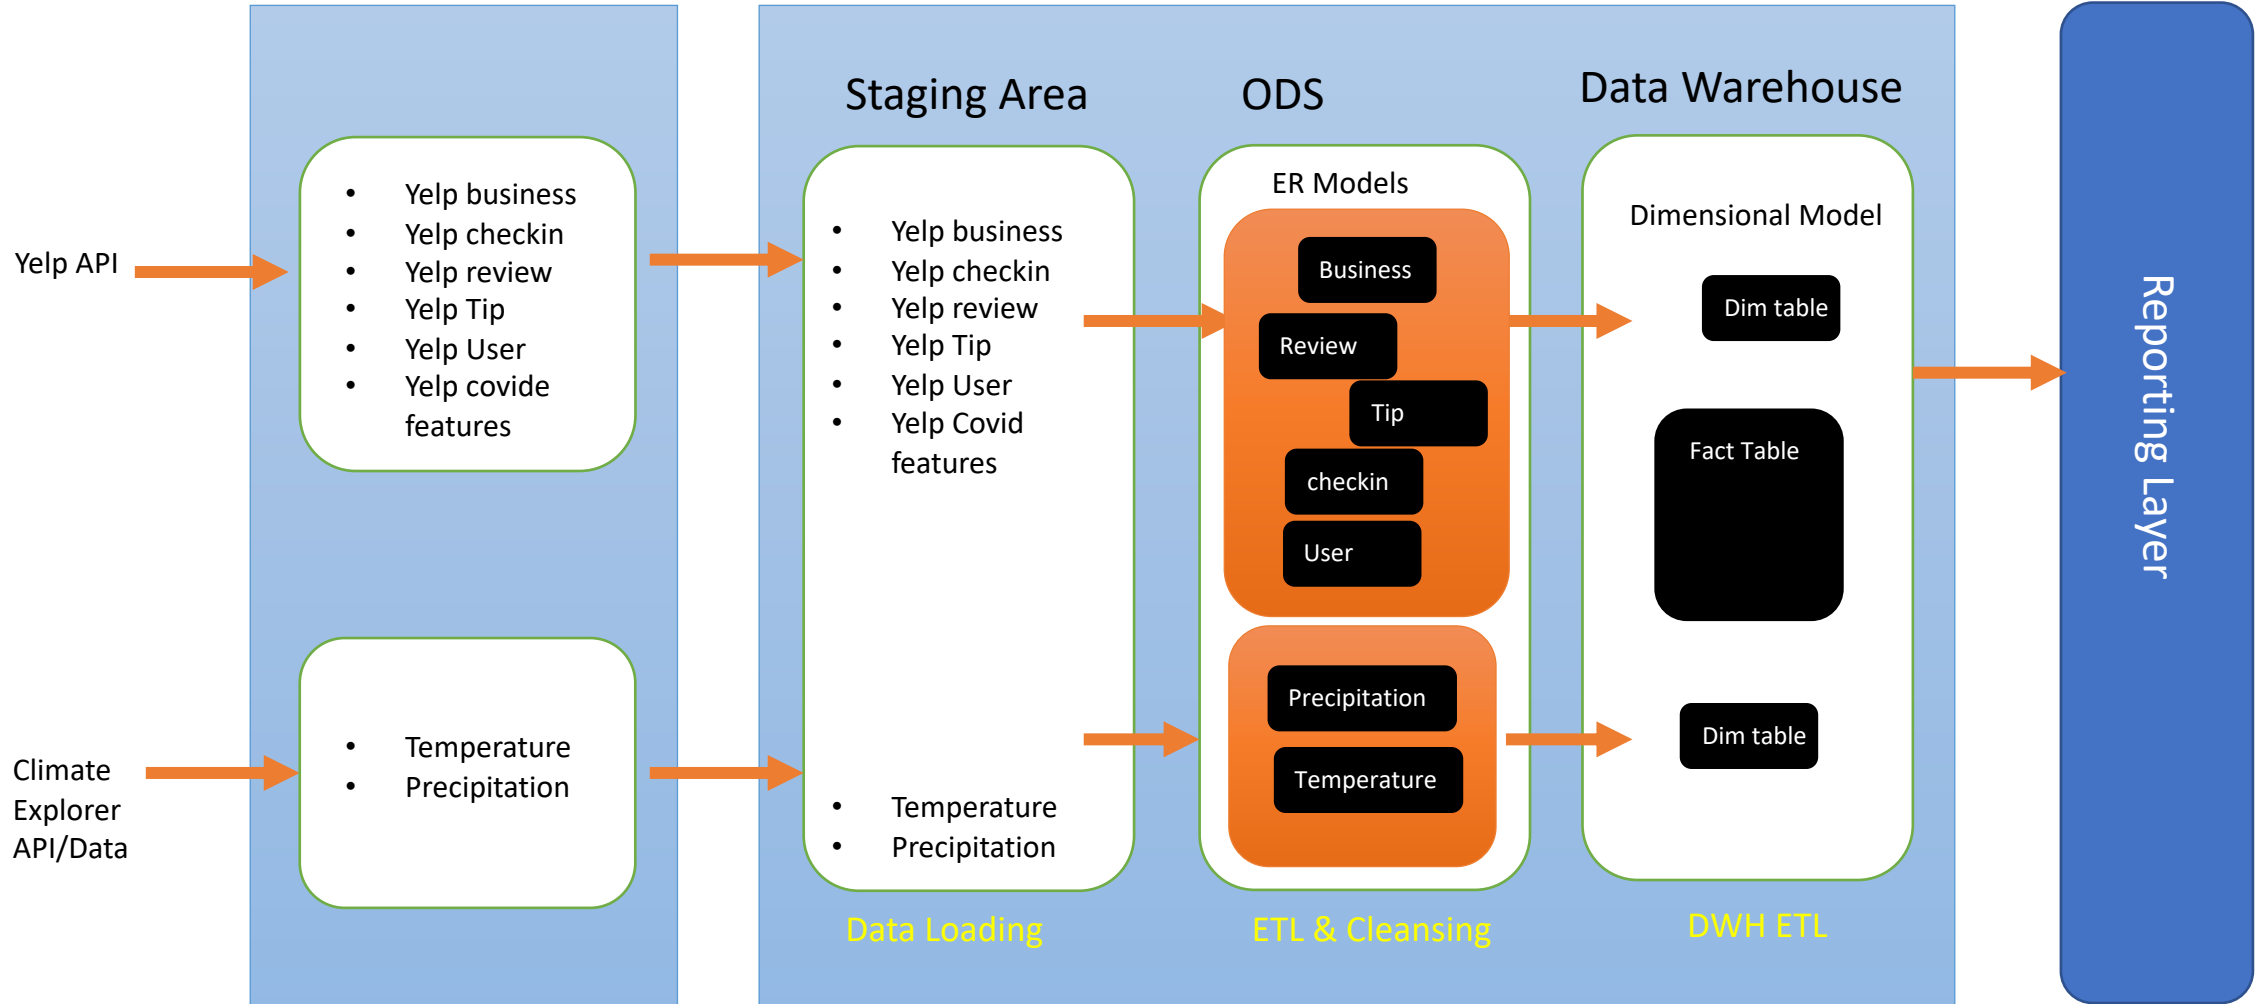 Yelp API
Climate
Explorer
API/Data
• Yelp business
• Yelp checkin
• Yelp review
• Yelp Tip
• Yelp User
• Yelp covide
features
• Temperature
• Precipitation
Staging Area
• Yelp business
• Yelp checkin
• Yelp review
• Yelp Tip
• Yelp User
• Yelp Covid
features
• Temperature
• Precipitation
Data Loading
ODS
ER Models
Business
Review
Tip
checkin
User
Precipitation
Temperature
ETL & Cleansing
Data Warehouse
Dimensional Model
Dim table
Fact Table
Dim table
DWH ETL
Reporting Layer